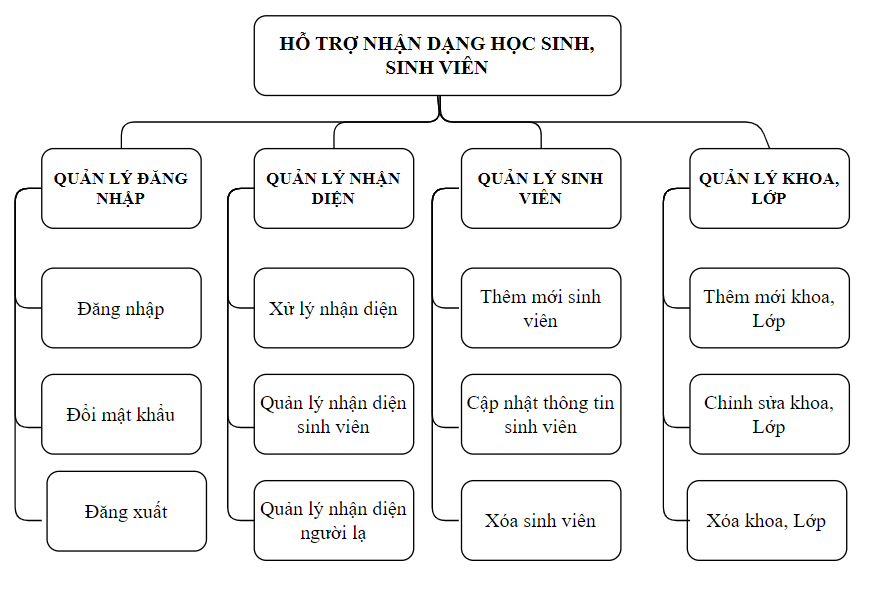 HỖ TRỢ NHẬN DẠNG HỌC SINH,
SINH VIÊN
QUẢN LÝ ĐĂNG
NHẬP
QUẢN LÝ NHẬN
DIỆN
QUẢN LÝ SINH
VIÊN
QUẢN LÝ KHOA,
LỚP
Đăng nhập
Xử lý nhận diện
Thêm mới sinh
viên
Thêm mới khoa,
Lớp
Đổi mật khẩu
Quản lý nhận diện
sinh viên
Cập nhật thông tin
sinh viên
Chỉnh sửa khoa,
Lớp
Đăng xuất
Quản lý nhận diện
người lạ
Xóa sinh viên
Xóa khoa, Lớp